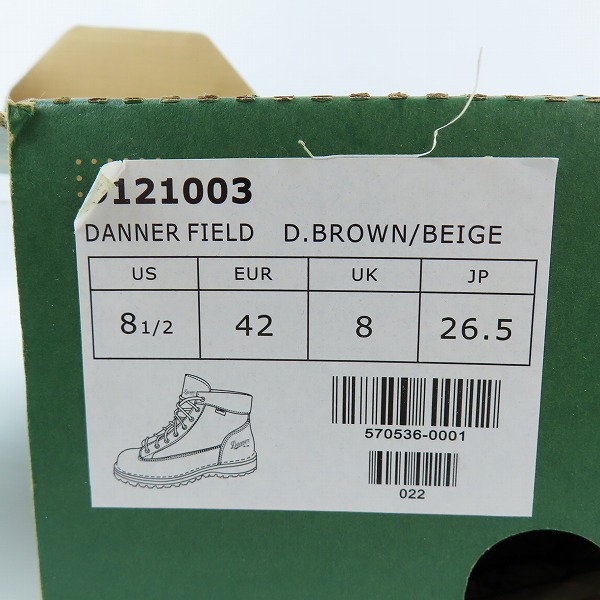 121003
DANNER FIELD D.BROWN/BEIGE
US EUR UK JP
8 1/2 42 8 26.5
Danner
570536-0001
022